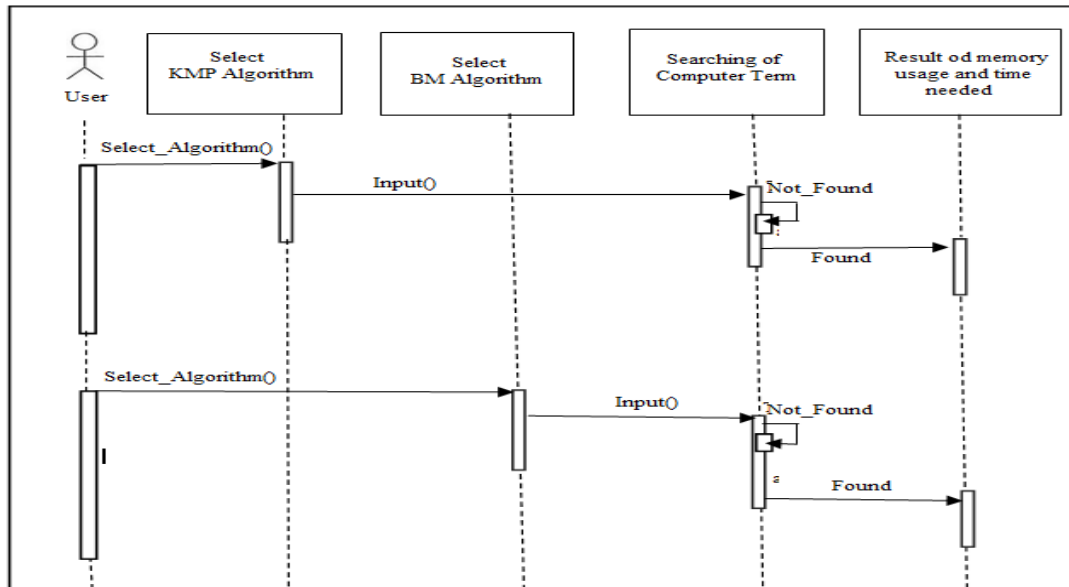 Select
KMP Algorithm
Select
BM Algorithm
Searching of
Computer Term
Result od memory
usage and time
needed
User
Select_Algorithm()
Input()
Not_Found
Found
Select_Algorithm()
Input()
Not_Found
Found